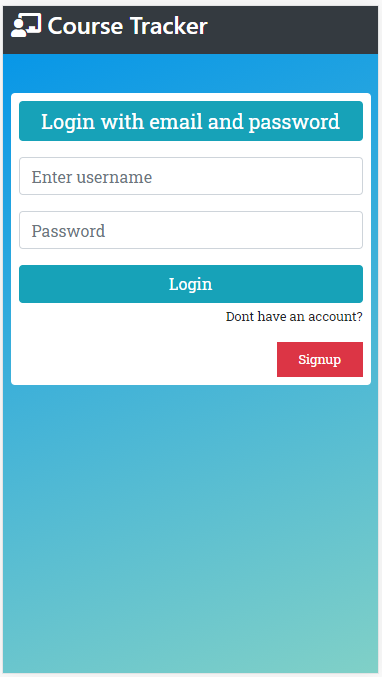 Course Tracker
Login with email and password
Enter username
Password
Login
Dont have an account?
Signup